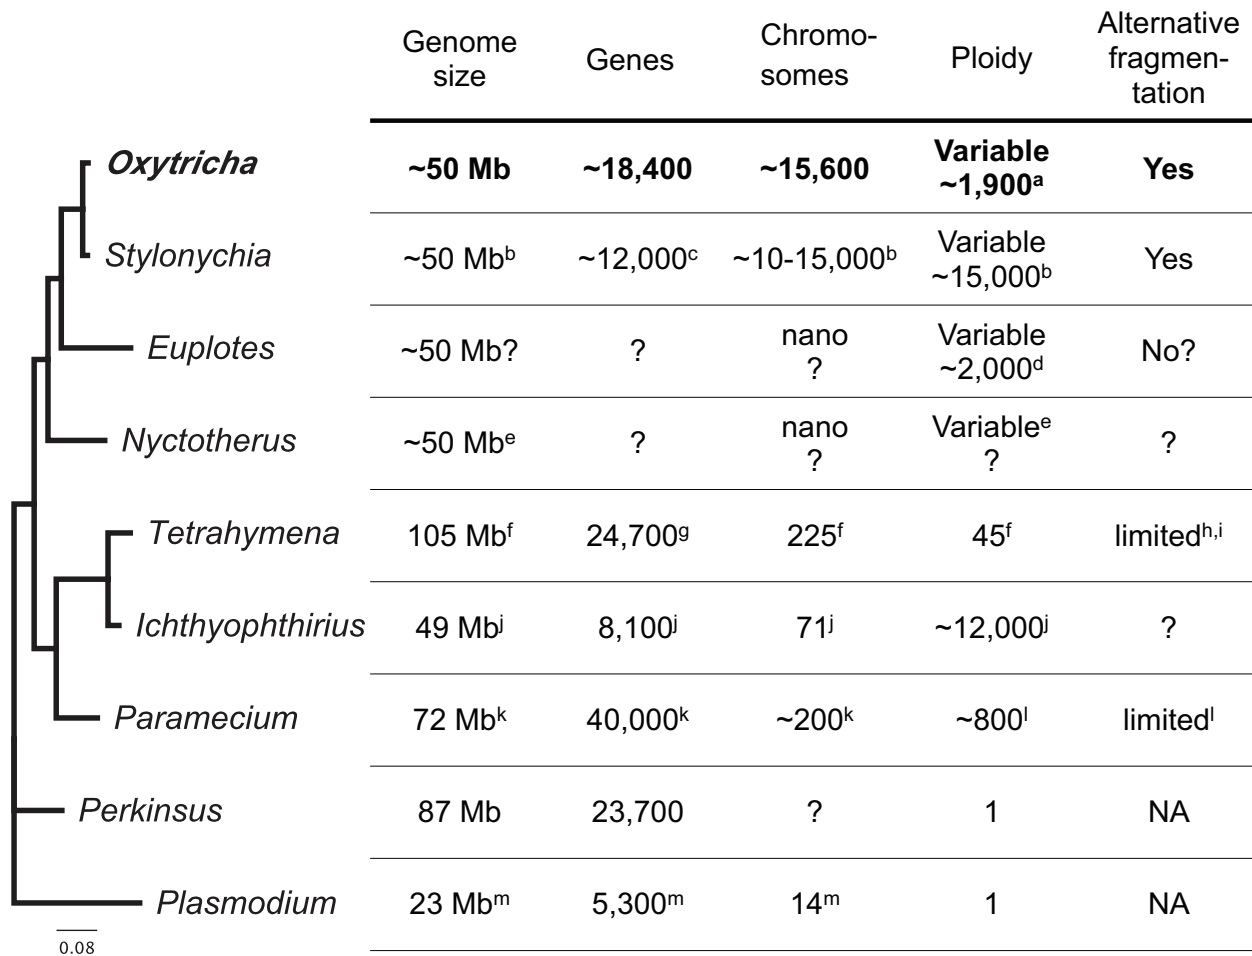 Genome size Genes Chromo-somes Ploidy Alternative fragmen-tation
Oxytricha ~50 Mb ~18,400 ~15,600 Variable ~1,900ᵃ Yes
Stylonychia ~50 Mbᵇ ~12,000ᶜ ~10-15,000ᵇ Variable ~15,000ᵇ Yes
Euplotes ~50 Mb? ? nano ? Variable ~2,000ᵈ No?
Nyctotherus ~50 Mbᵉ ? nano ? Variableᵉ ? ?
Tetrahymena 105 Mbᶠ 24,700ᵍ 225ᶠ 45ᶠ limitedʰ,ⁱ
Ichthyophthirius 49 Mbʲ 8,100ʲ 71ʲ ~12,000ʲ ?
Paramecium 72 Mbᵏ 40,000ᵏ ~200ᵏ ~800ˡ limitedˡ
Perkinsus 87 Mb 23,700 ? 1 NA
Plasmodium 23 Mbᵐ 5,300ᵐ 14ᵐ 1 NA
0.08